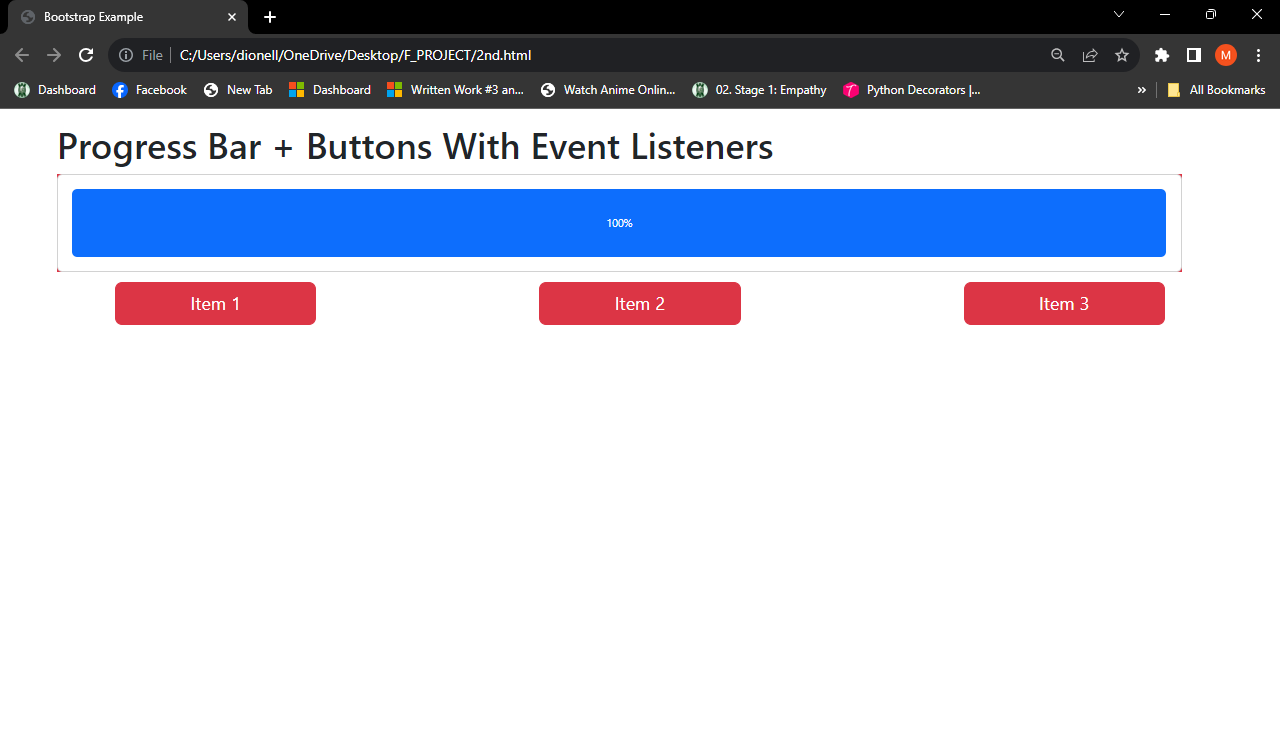 Bootstrap Example
File C:/Users/dionell/OneDrive/Desktop/F_PROJECT/2nd.html M
Dashboard Facebook New Tab Dashboard Written Work #3 an... Watch Anime Onlin... 02. Stage 1: Empathy Python Decorators |... » All Bookmarks
Progress Bar + Buttons With Event Listeners
100%
Item 1 Item 2 Item 3